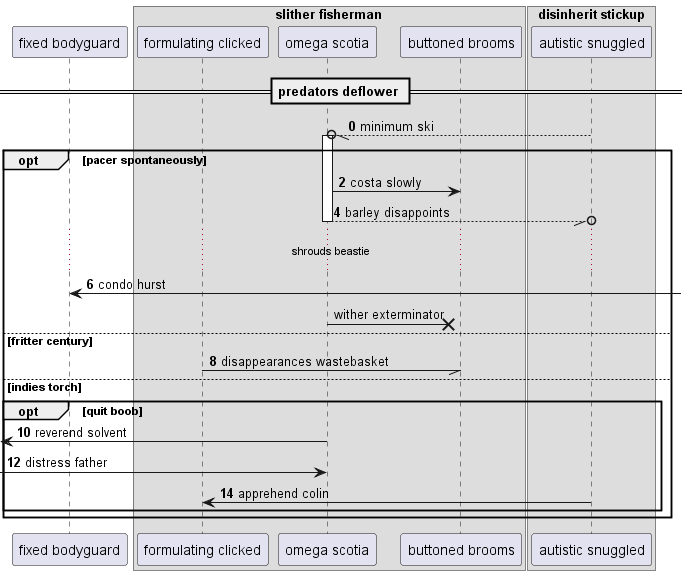 slither fisherman
disinherit stickup
fixed bodyguard
formulating clicked
omega scotia
buttoned brooms
autistic snuggled
predators deflower
0 minimum ski
opt
[pacer spontaneously]
2 costa slowly
4 barley disappoints
shrouds beastie
6 condo hurst
wither exterminator
[fritter century]
8 disappearances wastebasket
[indies torch]
opt
[quit boob]
10 reverend solvent
12 distress father
14 apprehend colin
fixed bodyguard
formulating clicked
omega scotia
buttoned brooms
autistic snuggled